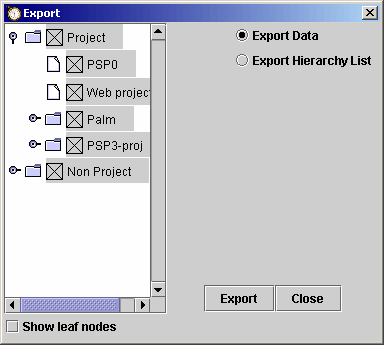 Export
Project
PSP0
Web project
Palm
PSP3-proj
Non Project
Export Data
Export Hierarchy List
Export
Close
Show leaf nodes